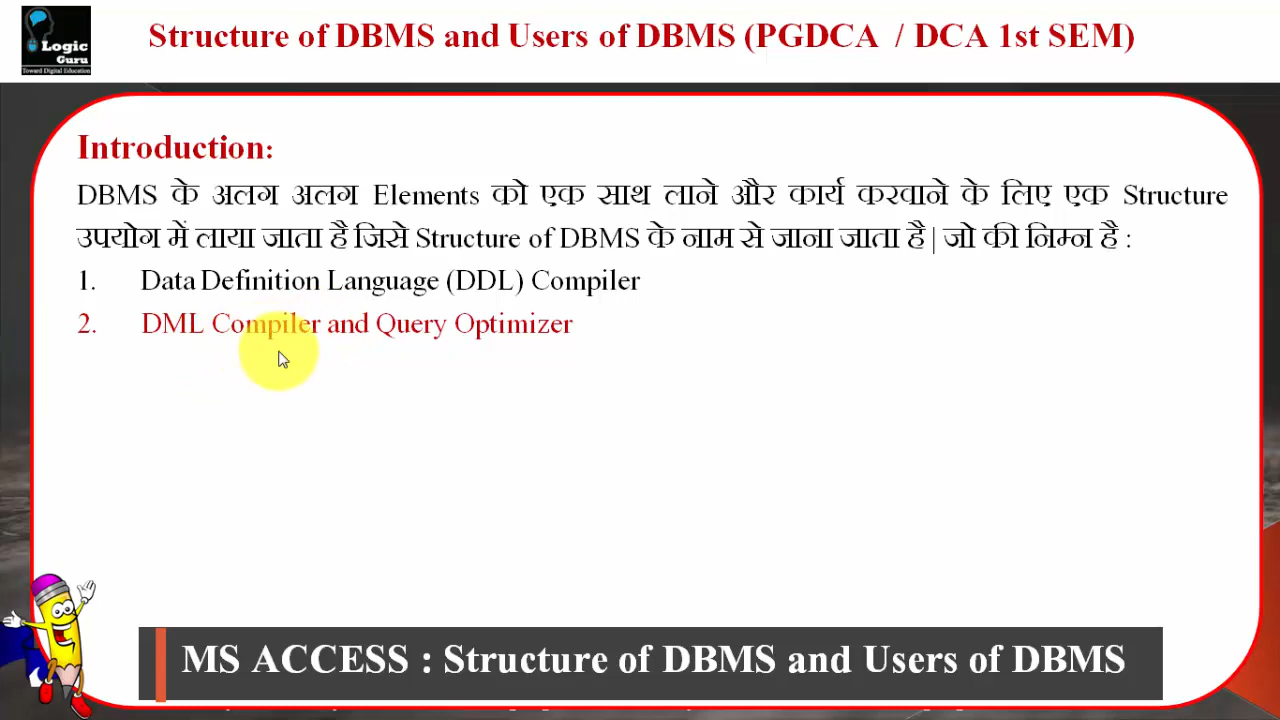 Logic
Guru
Toward Digital Education
Structure of DBMS and Users of DBMS (PGDCA / DCA 1st SEM)
Introduction:
DBMS के अलग अलग Elements को एक साथ लाने और कार्य करवाने के लिए एक Structure
उपयोग में लाया जाता है जिसे Structure of DBMS के नाम से जाना जाता है | जो की निम्न है :
1. Data Definition Language (DDL) Compiler
2. DML Compiler and Query Optimizer
MS ACCESS : Structure of DBMS and Users of DBMS